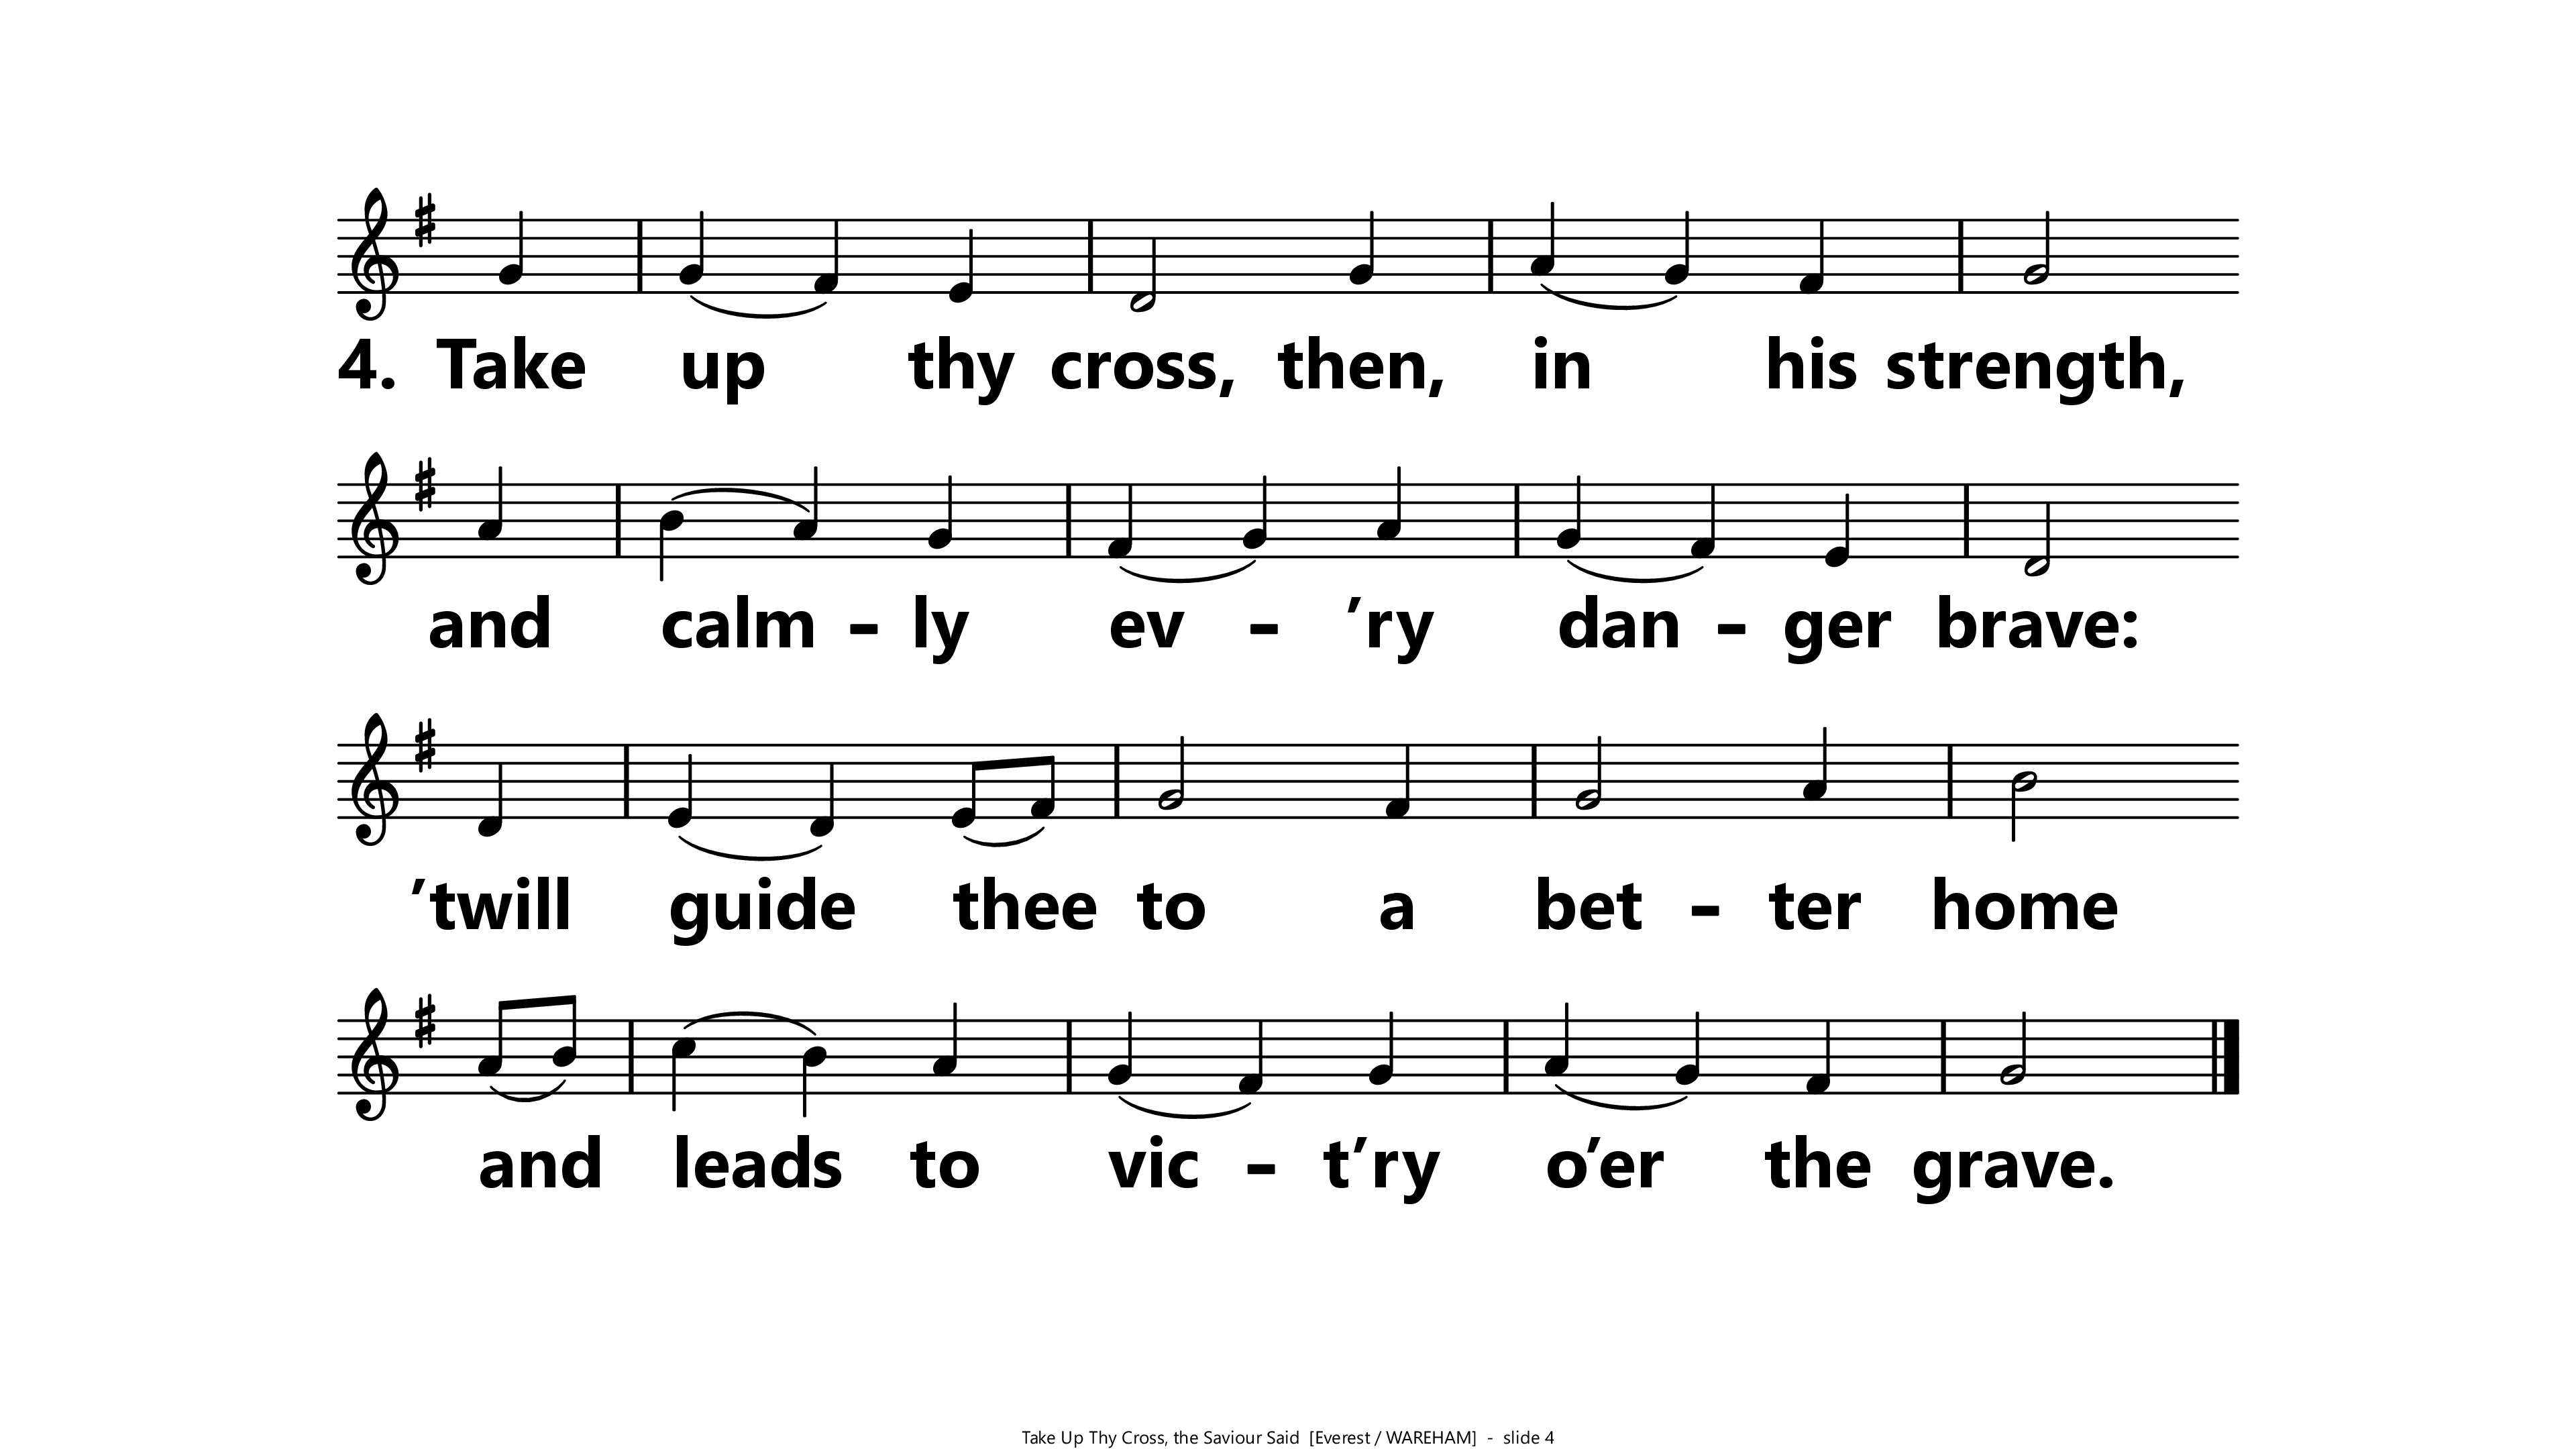 4. Take up thy cross, then, in his strength,
and calm - ly ev - ’ry dan - ger brave:
’twill guide thee to a bet - ter home
and leads to vic - t’ry o’er the grave.
Take Up Thy Cross, the Saviour Said [Everest / WAREHAM] - slide 4